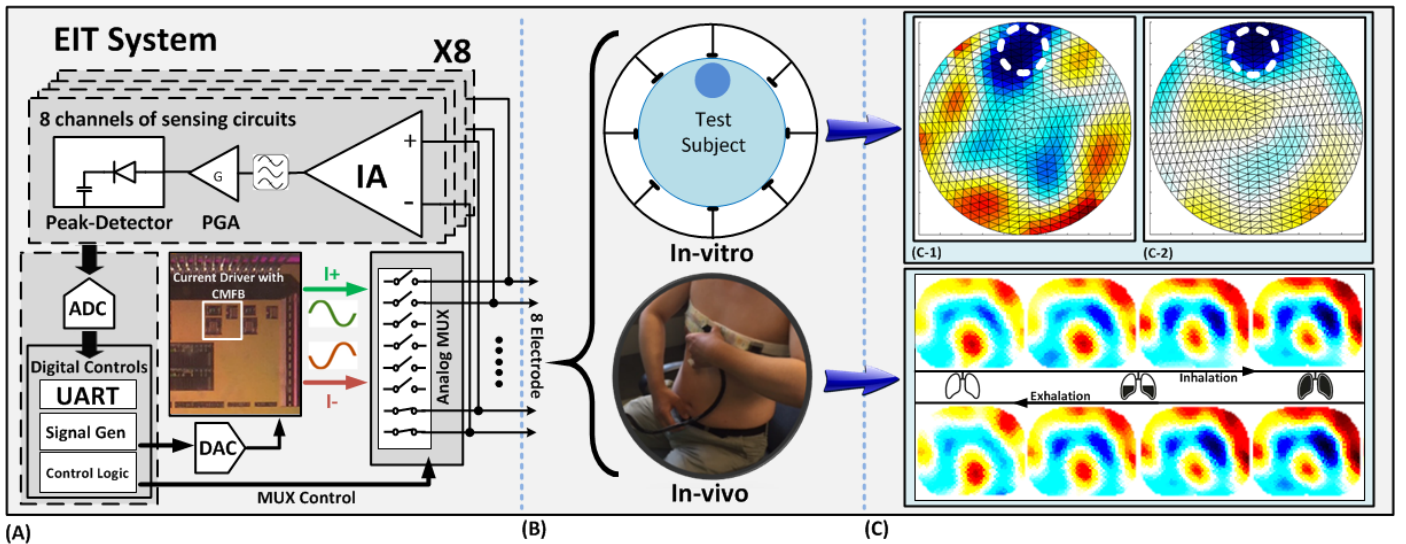 EIT System
X8
8 channels of sensing circuits
+
IA
-
G
Peak-Detector
PGA
ADC
Current Driver with
CMFB
I+
I-
Analog MUX
8 Electrode
Digital Controls
UART
Signal Gen
Control Logic
DAC
MUX Control
Test
Subject
In-vitro
In-vivo
(C-1)
(C-2)
Inhalation
Exhalation
(A)
(B)
(C)